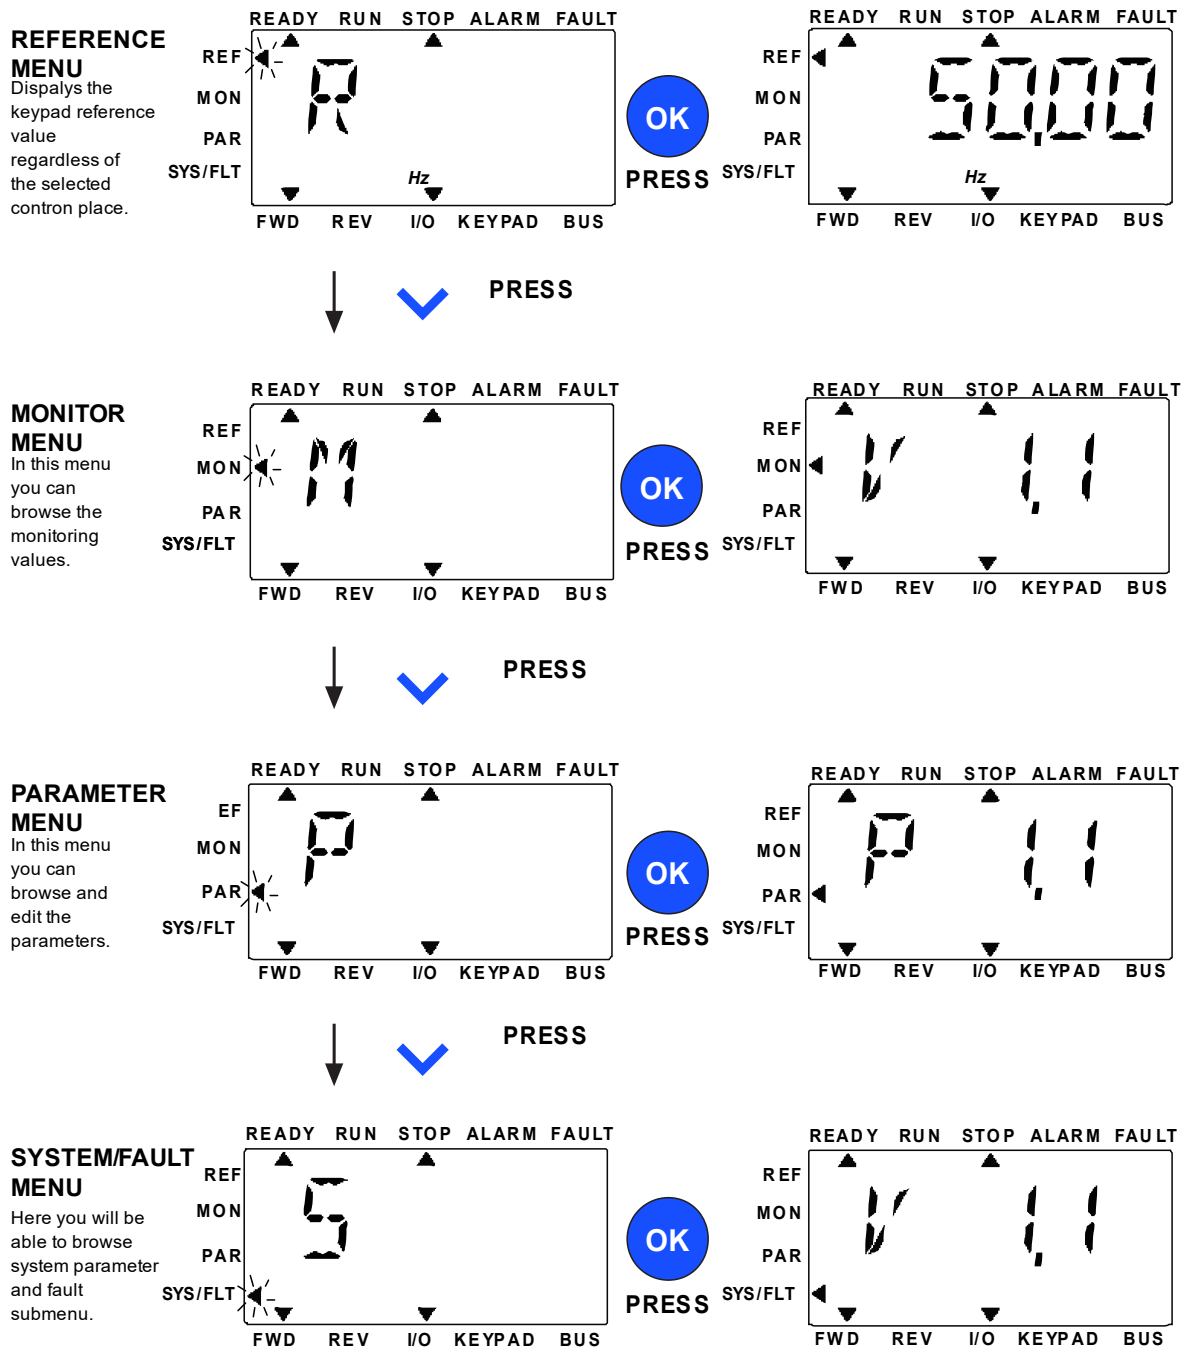 READY RUN STOP ALARM FAULT
REFERENCE MENU
Dispalys the
keypad reference
value
regardless of
the selected
contron place.
REF
MON
PAR
SYS/FLT
R
Hz
FWD REV I/O KEYPAD BUS
OK
PRESS
READY RUN STOP ALARM FAULT
REF
MON
PAR
SYS/FLT
50,00
Hz
FWD REV I/O KEYPAD BUS
PRESS
READY RUN STOP ALARM FAULT
MONITOR
MENU
In this menu
you can
browse the
monitoring
values.
REF
MON
PAR
SYS/FLT
M
FWD REV I/O KEYPAD BUS
OK
PRESS
READY RUN STOP ALARM FAULT
REF
MON
PAR
SYS/FLT
V 1,1
FWD REV I/O KEYPAD BUS
PRESS
READY RUN STOP ALARM FAULT
PARAMETER
MENU
In this menu
you can
browse and
edit the
parameters.
EF
MON
PAR
SYS/FLT
P
FWD REV I/O KEYPAD BUS
OK
PRESS
READY RUN STOP ALARM FAULT
REF
MON
PAR
SYS/FLT
P 1,1
FWD REV I/O KEYPAD BUS
PRESS
READY RUN STOP ALARM FAULT
SYSTEM/FAULT
MENU
Here you will be
able to browse
system parameter
and fault
submenu.
REF
MON
PAR
SYS/FLT
S
FWD REV I/O KEYPAD BUS
OK
PRESS
READY RUN STOP ALARM FAULT
REF
MON
PAR
SYS/FLT
V 1,1
FWD REV I/O KEYPAD BUS